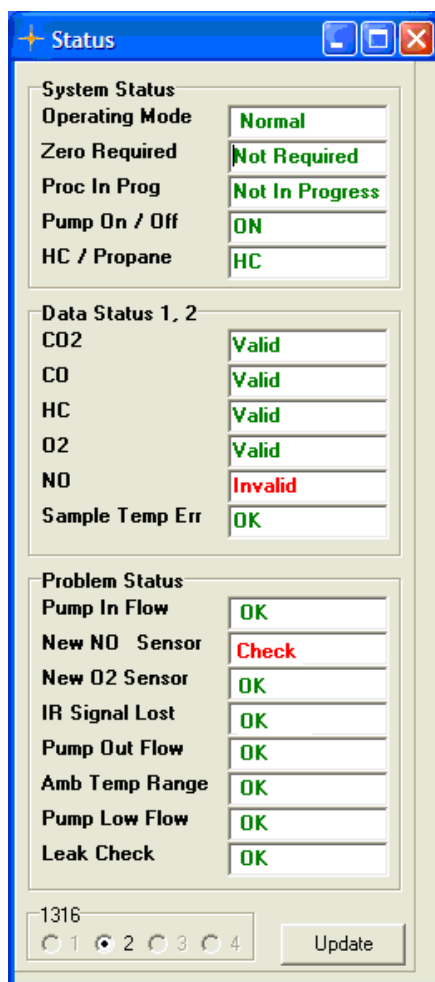 Status
System Status
Operating Mode Normal
Zero Required Not Required
Proc In Prog Not In Progress
Pump On / Off ON
HC / Propane HC
Data Status 1, 2
CO2 Valid
CO Valid
HC Valid
O2 Valid
NO Invalid
Sample Temp Err OK
Problem Status
Pump In Flow OK
New NO Sensor Check
New O2 Sensor OK
IR Signal Lost OK
Pump Out Flow OK
Amb Temp Range OK
Pump Low Flow OK
Leak Check OK
1316
1 2 3 4 Update